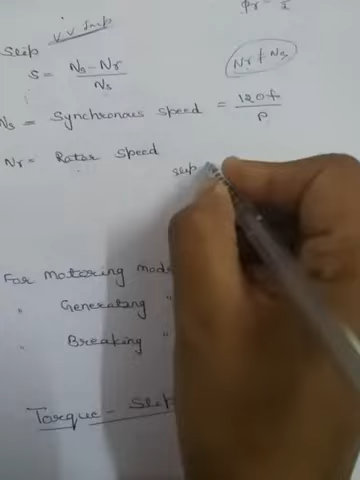 Slip V V Imp
S = Ns - Nr / Ns
Nr ≠ Ns
Ns = Synchronous speed = 120f / P
Nr = Rotor speed
slip
For Motoring mode
" Generating "
" Breaking "
Torque - Slip